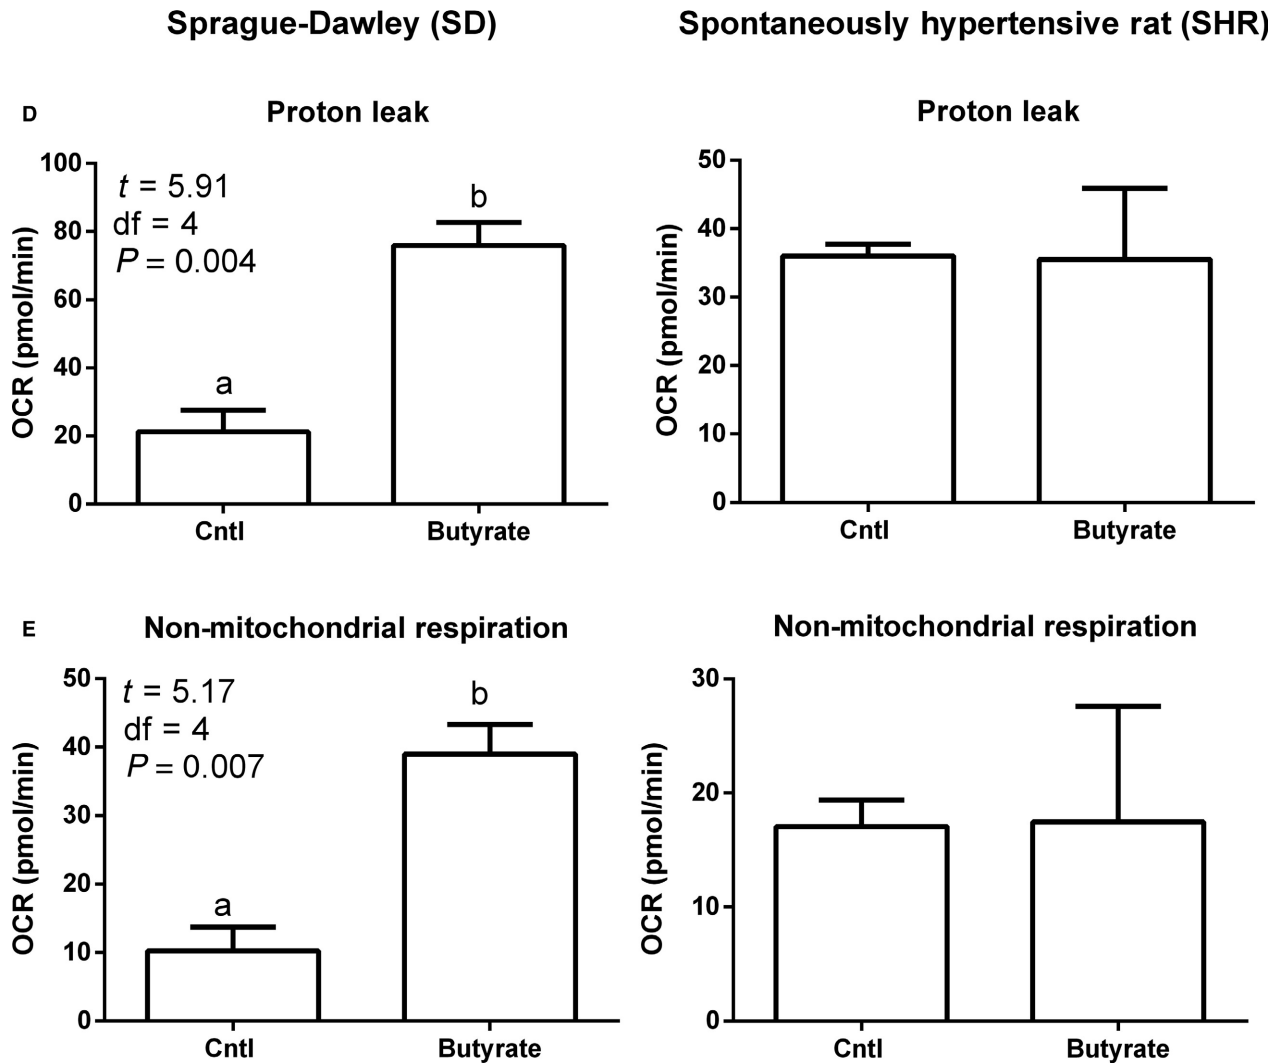 Sprague-Dawley (SD)
Spontaneously hypertensive rat (SHR)
D
Proton leak
OCR (pmol/min)
100
80
60
40
20
0
t = 5.91
df = 4
P = 0.004
a
b
Cntl
Butyrate
Proton leak
OCR (pmol/min)
50
40
30
20
10
0
Cntl
Butyrate
E
Non-mitochondrial respiration
OCR (pmol/min)
50
40
30
20
10
0
t = 5.17
df = 4
P = 0.007
a
b
Cntl
Butyrate
Non-mitochondrial respiration
OCR (pmol/min)
30
20
10
0
Cntl
Butyrate